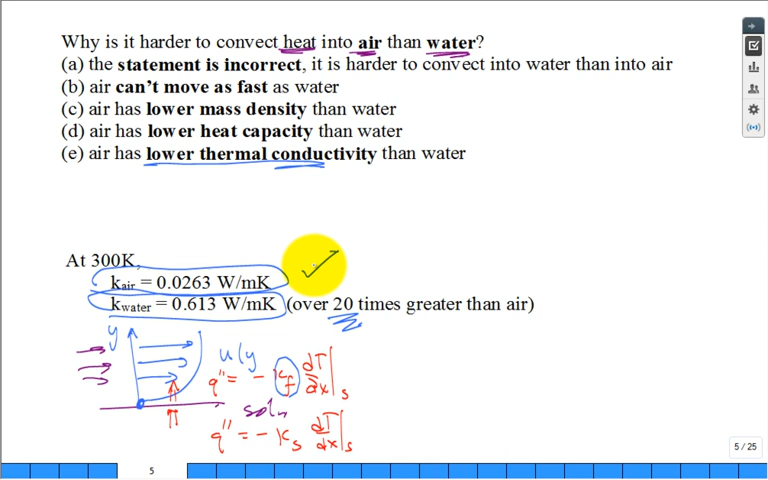 Why is it harder to convect heat into air than water?
(a) the statement is incorrect, it is harder to convect into water than into air
(b) air can't move as fast as water
(c) air has lower mass density than water
(d) air has lower heat capacity than water
(e) air has lower thermal conductivity than water
At 300K,
kair = 0.0263 W/mK
kwater = 0.613 W/mK (over 20 times greater than air)
y
u(y
q" = - kf dT/dx|s
soln
q" = - ks dT/dx|s
5 / 25
5